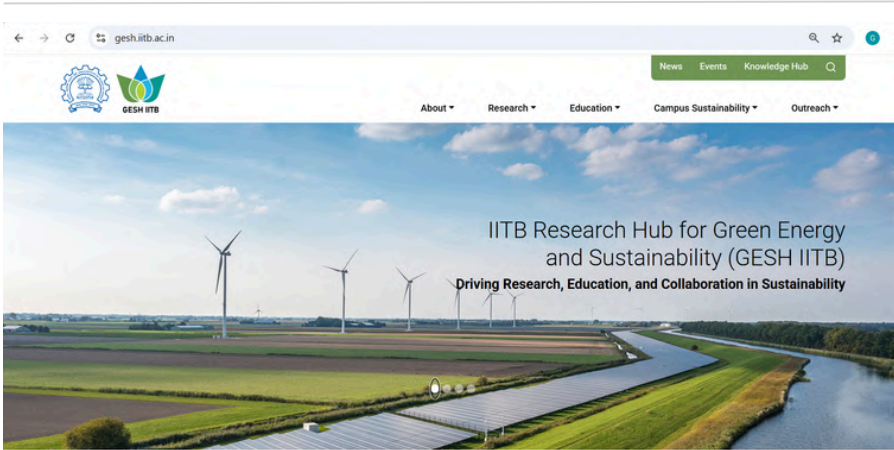 gesh.iitb.ac.in
G
News Events Knowledge Hub
GESH IITB
About Research Education Campus Sustainability Outreach
IITB Research Hub for Green Energy
and Sustainability (GESH IITB)
Driving Research, Education, and Collaboration in Sustainability